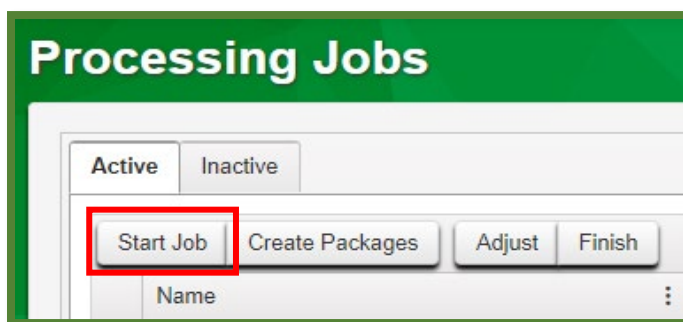 Processing Jobs
Active Inactive
Start Job Create Packages Adjust Finish
Name